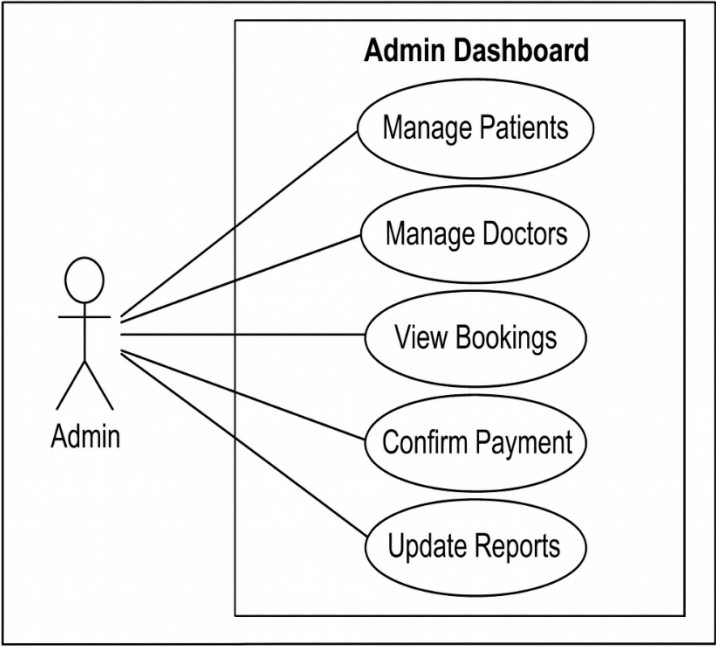 Admin Dashboard
Manage Patients
Manage Doctors
View Bookings
Confirm Payment
Update Reports
Admin